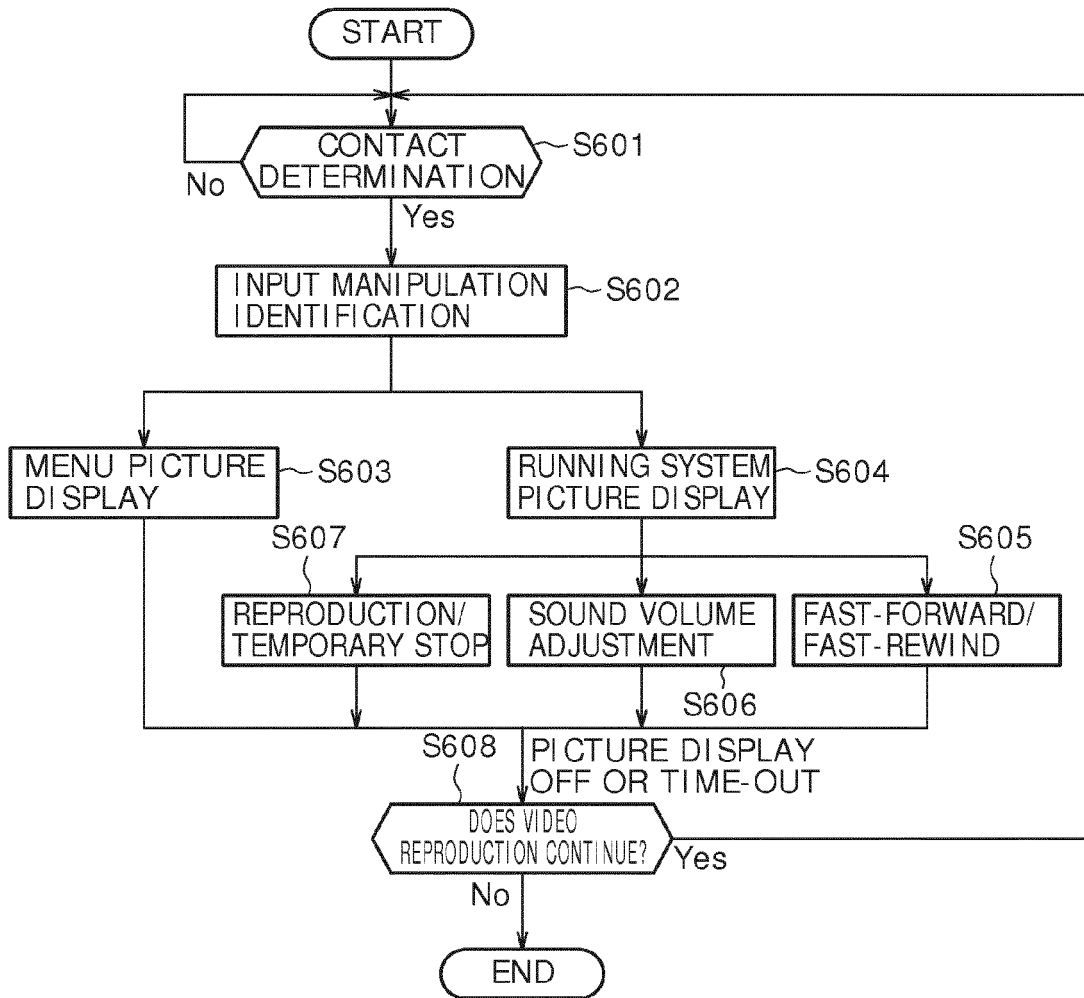 START
CONTACT
DETERMINATION
S601
No
Yes
INPUT MANIPULATION
IDENTIFICATION
S602
MENU PICTURE
DISPLAY
S603
RUNNING SYSTEM
PICTURE DISPLAY
S604
S607
S605
REPRODUCTION/
TEMPORARY STOP
SOUND VOLUME
ADJUSTMENT
FAST-FORWARD/
FAST-REWIND
S606
S608
PICTURE DISPLAY
OFF OR TIME-OUT
DOES VIDEO
REPRODUCTION CONTINUE?
Yes
No
END